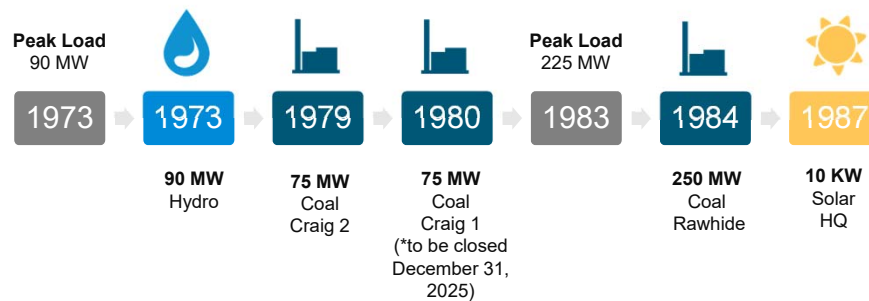 Peak Load
90 MW
Peak Load
225 MW
1973
1973
1979
1980
1983
1984
1987
90 MW
Hydro
75 MW
Coal
Craig 2
75 MW
Coal
Craig 1
(*to be closed
December 31,
2025)
250 MW
Coal
Rawhide
10 KW
Solar
HQ